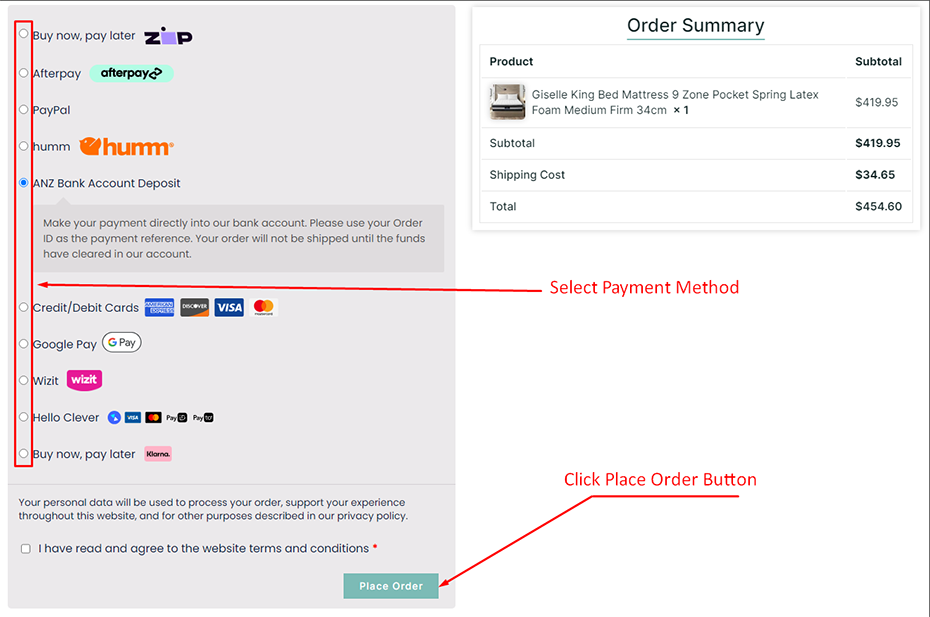 Buy now, pay later ZIP
Afterpay afterpay
PayPal
humm humm®
ANZ Bank Account Deposit
Make your payment directly into our bank account. Please use your Order
ID as the payment reference. Your order will not be shipped until the funds
have cleared in our account.
Credit/Debit Cards AMERICAN EXPRESS DISCOVER VISA mastercard
Google Pay G Pay
Wizit wizit
Hello Clever VISA Pay Pay
Buy now, pay later Klarna.
Your personal data will be used to process your order, support your experience
throughout this website, and for other purposes described in our privacy policy.
I have read and agree to the website terms and conditions *
Place Order
Order Summary
Product Subtotal
Giselle King Bed Mattress 9 Zone Pocket Spring Latex
Foam Medium Firm 34cm × 1 $419.95
Subtotal $419.95
Shipping Cost $34.65
Total $454.60
Select Payment Method
Click Place Order Button